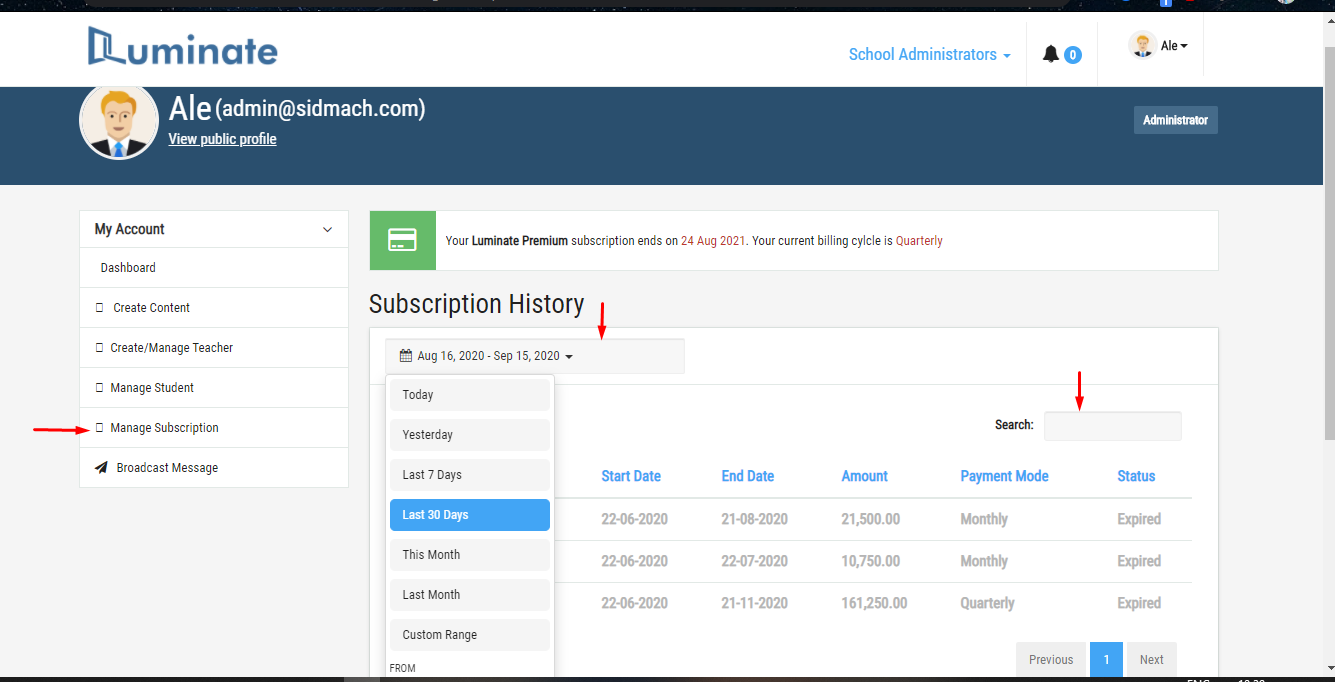 Luminate
School Administrators
0
Ale
Ale (admin@sidmach.com)
View public profile
Administrator
My Account
Dashboard
Create Content
Create/Manage Teacher
Manage Student
Manage Subscription
Broadcast Message
Your Luminate Premium subscription ends on 24 Aug 2021. Your current billing cylcle is Quarterly
Subscription History
Aug 16, 2020 - Sep 15, 2020
Today
Yesterday
Last 7 Days
Last 30 Days
This Month
Last Month
Custom Range
FROM
Search:
Start Date End Date Amount Payment Mode Status
22-06-2020 21-08-2020 21,500.00 Monthly Expired
22-06-2020 22-07-2020 10,750.00 Monthly Expired
22-06-2020 21-11-2020 161,250.00 Quarterly Expired
Previous 1 Next